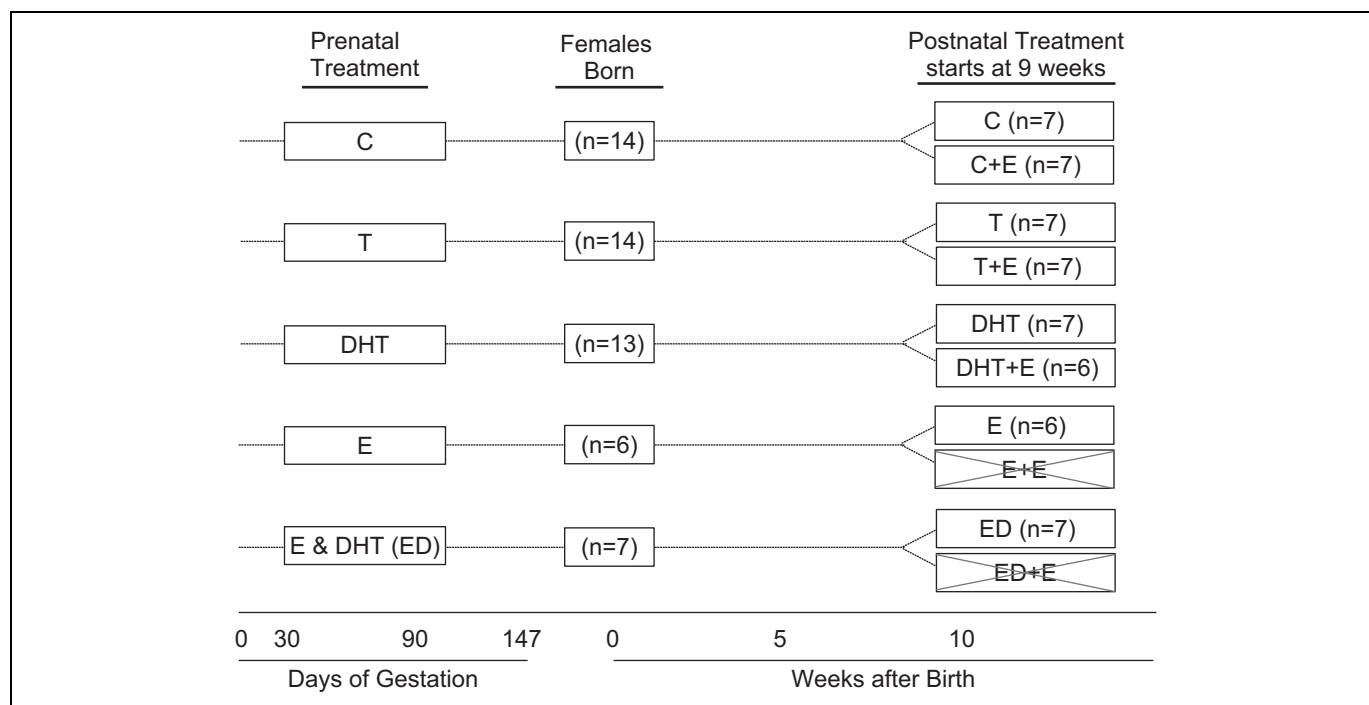 Prenatal
Treatment
Females
Born
Postnatal Treatment
starts at 9 weeks
C
(n=14)
C (n=7)
C+E (n=7)
T
(n=14)
T (n=7)
T+E (n=7)
DHT
(n=13)
DHT (n=7)
DHT+E (n=6)
E
(n=6)
E (n=6)
E+E
E & DHT (ED)
(n=7)
ED (n=7)
ED+E
0 30 90 147 0 5 10
Days of Gestation Weeks after Birth